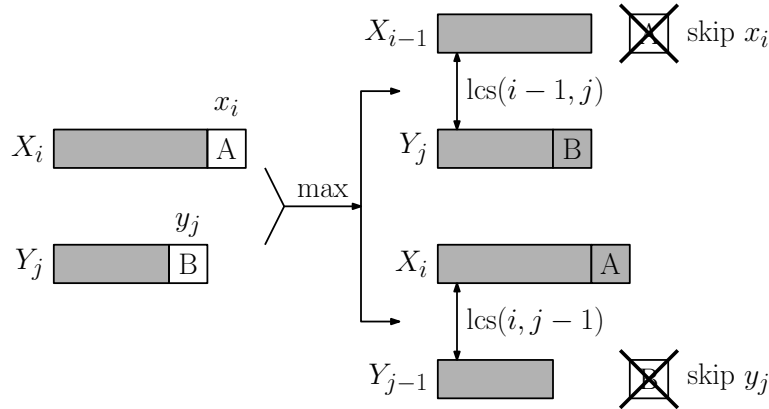 x_i
X_i A
y_j
Y_j B
max
X_{i−1} A skip x_i
lcs(i − 1, j)
Y_j B
X_i A
lcs(i, j − 1)
Y_{j−1} B skip y_j